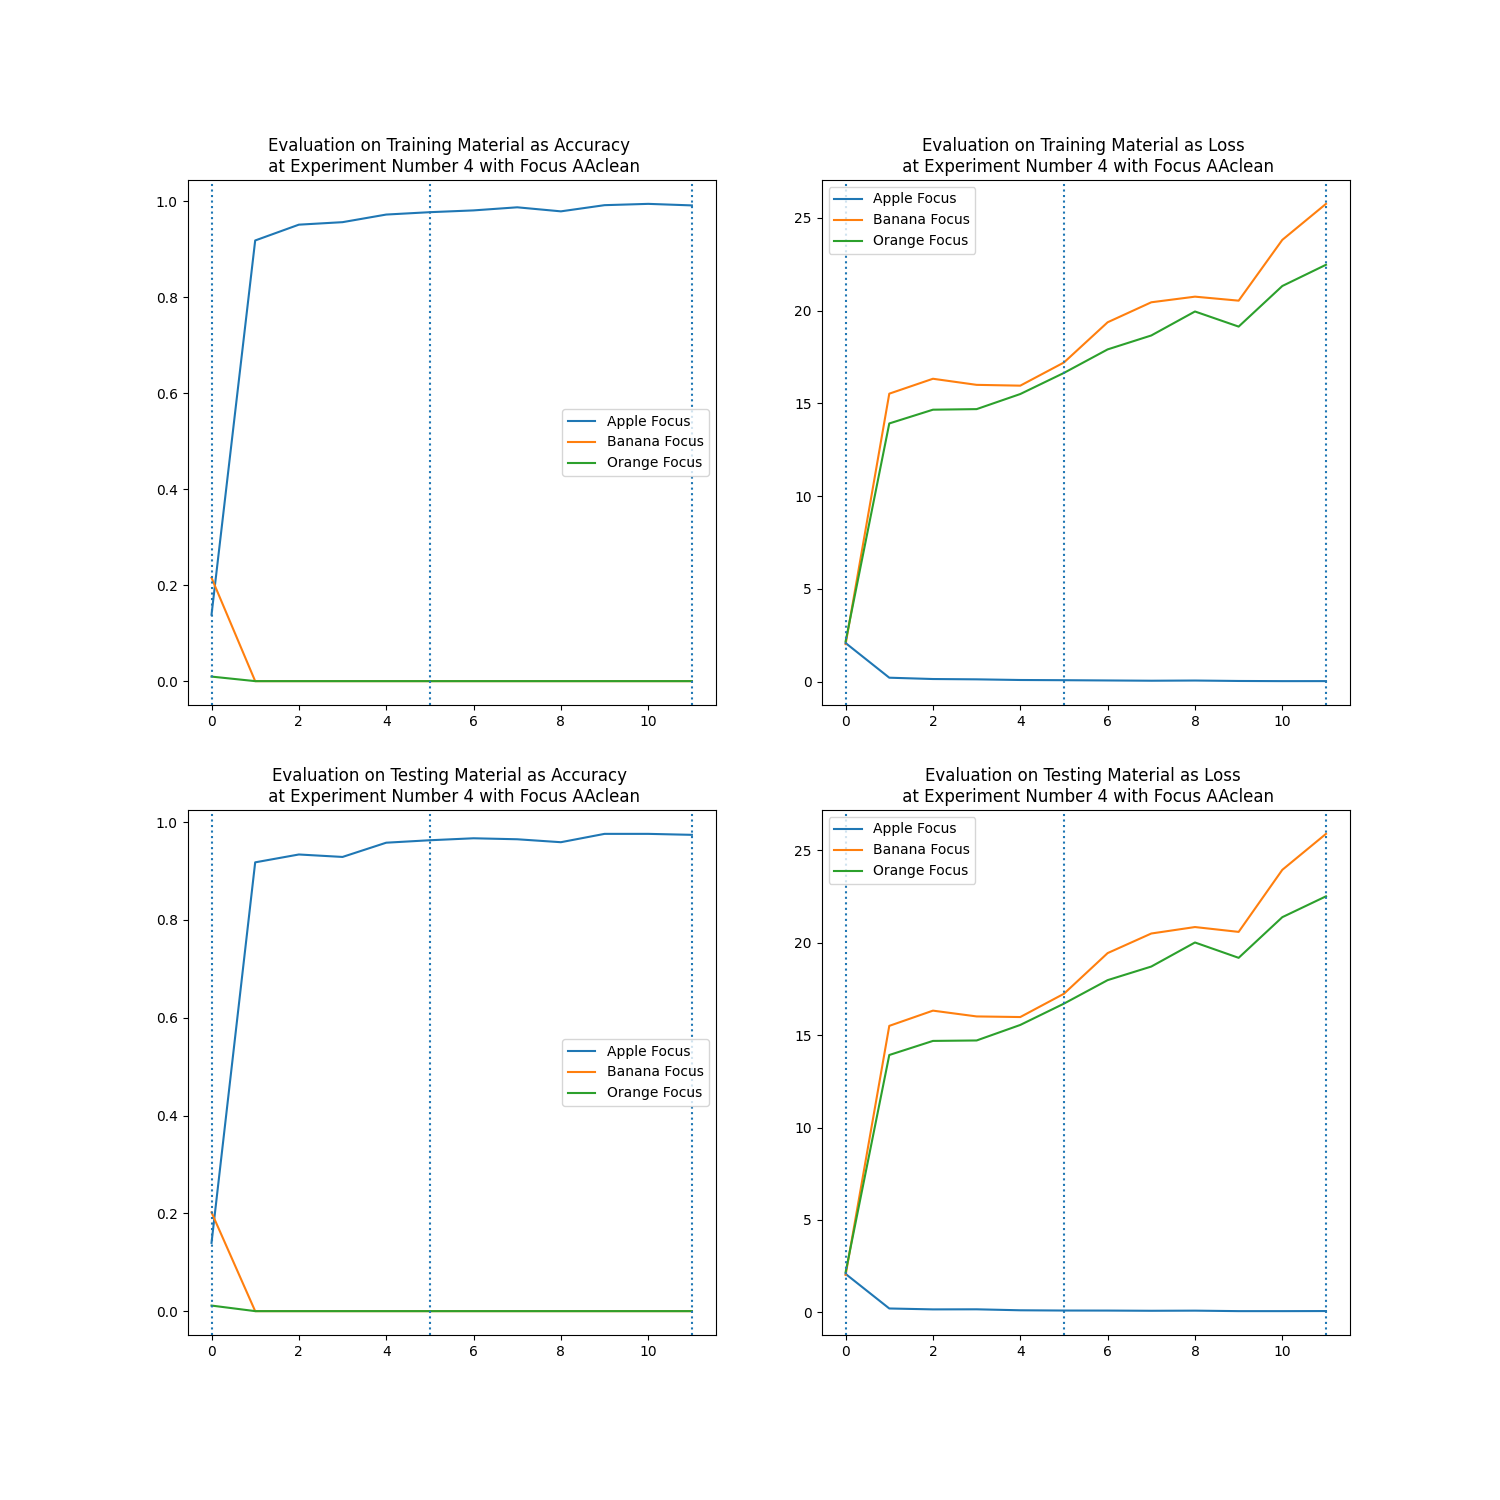 Evaluation on Training Material as Accuracy
at Experiment Number 4 with Focus AAclean
1.0
0.8
0.6
0.4
0.2
0.0
Apple Focus
Banana Focus
Orange Focus
0 2 4 6 8 10
Evaluation on Training Material as Loss
at Experiment Number 4 with Focus AAclean
Apple Focus
Banana Focus
Orange Focus
25
20
15
10
5
0
0 2 4 6 8 10
Evaluation on Testing Material as Accuracy
at Experiment Number 4 with Focus AAclean
1.0
0.8
0.6
0.4
0.2
0.0
Apple Focus
Banana Focus
Orange Focus
0 2 4 6 8 10
Evaluation on Testing Material as Loss
at Experiment Number 4 with Focus AAclean
Apple Focus
Banana Focus
Orange Focus
25
20
15
10
5
0
0 2 4 6 8 10